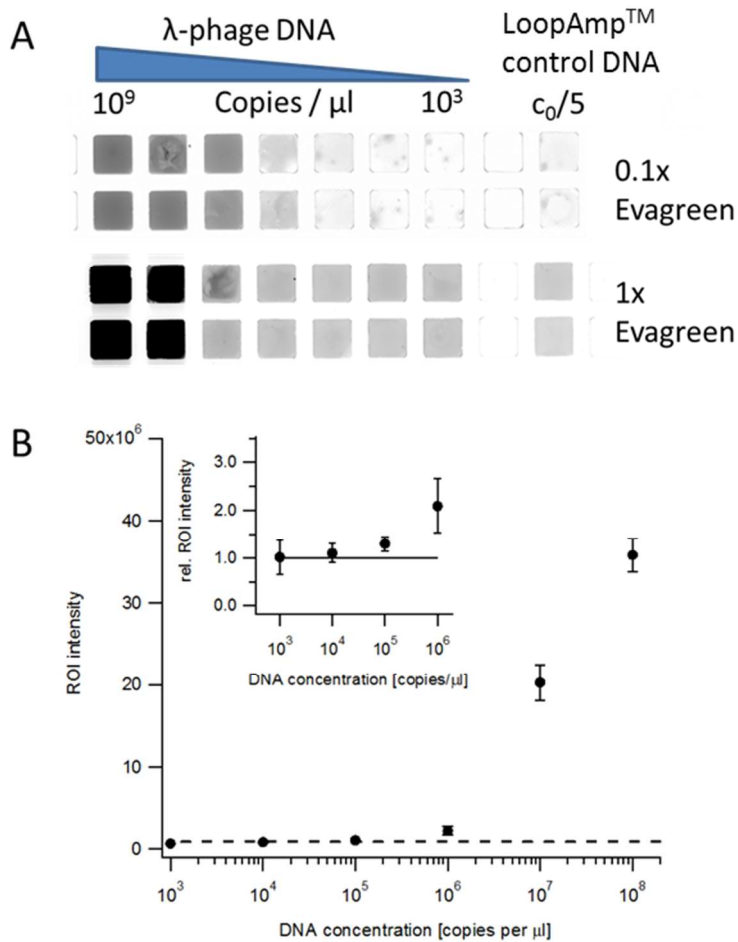 A
λ-phage DNA
LoopAmp™
control DNA
10⁹ Copies / µl 10³ c₀/5
0.1x
Evagreen
1x
Evagreen
B
50x10⁶
40
30
20
10
0
ROI intensity
10³ 10⁴ 10⁵ 10⁶ 10⁷ 10⁸
DNA concentration [copies per µl]
3.0
2.0
1.0
0.0
rel. ROI intensity
10³ 10⁴ 10⁵ 10⁶
DNA concentration [copies/µl]